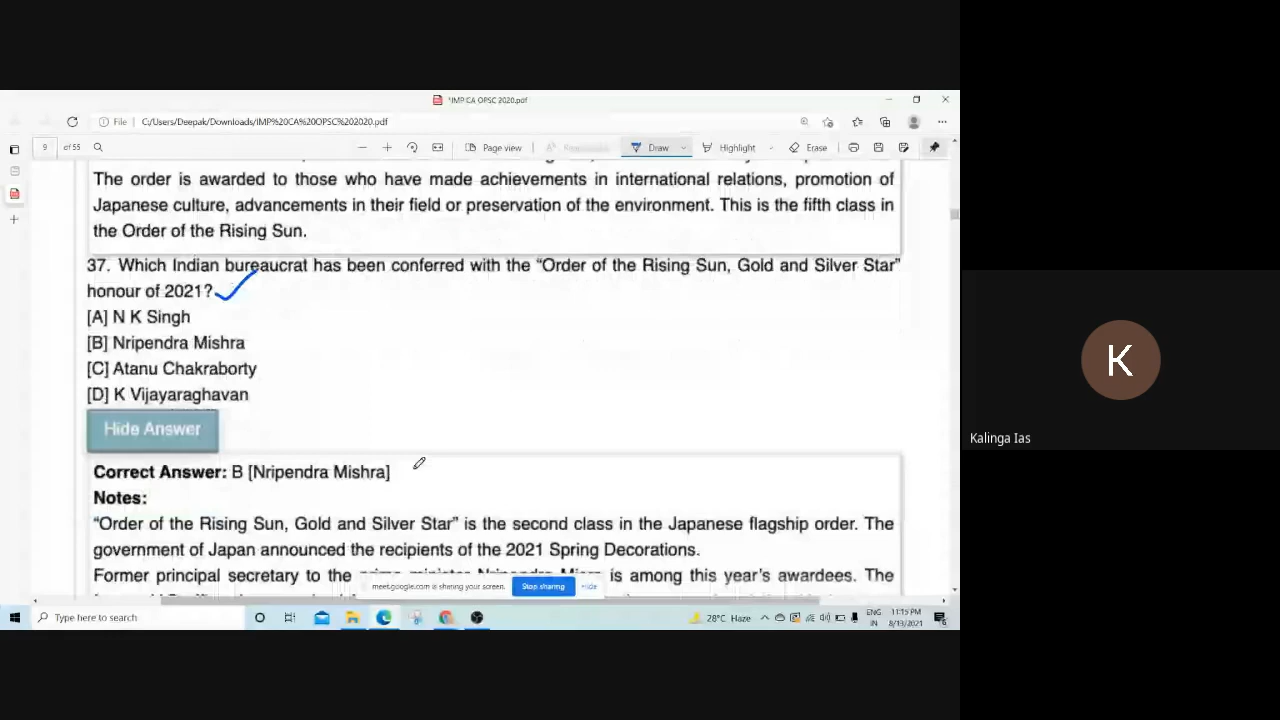 *IMP CA OPSC 2020.pdf
File C:/Users/Deepak/Downloads/IMP%20CA%20OPSC%202020.pdf
9 of 55 Page view Draw Highlight Erase
The order is awarded to those who have made achievements in international relations, promotion of
Japanese culture, advancements in their field or preservation of the environment. This is the fifth class in
the Order of the Rising Sun.
37. Which Indian bureaucrat has been conferred with the “Order of the Rising Sun, Gold and Silver Star”
honour of 2021?
[A] N K Singh
[B] Nripendra Mishra
[C] Atanu Chakraborty
[D] K Vijayaraghavan
Hide Answer
Correct Answer: B [Nripendra Mishra]
Notes:
“Order of the Rising Sun, Gold and Silver Star” is the second class in the Japanese flagship order. The
government of Japan announced the recipients of the 2021 Spring Decorations.
Former principal secretary to the is among this year’s awardees. The
meet.google.com is sharing your screen. Stop sharing Hide
Type here to search
28°C Haze
ENG
IN
11:15 PM
8/13/2021
K
Kalinga Ias